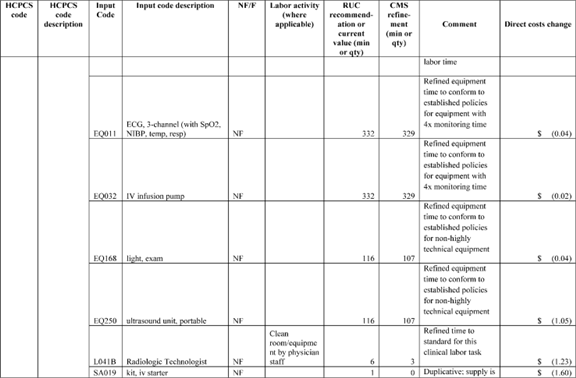 HCPCS code | HCPCS code description | Input Code | Input code description | NF/F | Labor activity (where applicable) | RUC recommend-ation or current value (min or qty) | CMS refine-ment (min or qty) | Comment | Direct costs change
labor time
EQ011 | ECG, 3-channel (with SpO2, NIBP, temp, resp) | NF | 332 | 329 | Refined equipment time to conform to established policies for equipment with 4x monitoring time | $ (0.04)
EQ032 | IV infusion pump | NF | 332 | 329 | Refined equipment time to conform to established policies for equipment with 4x monitoring time | $ (0.02)
EQ168 | light, exam | NF | 116 | 107 | Refined equipment time to conform to established policies for non-highly technical equipment | $ (0.04)
EQ250 | ultrasound unit, portable | NF | 116 | 107 | Refined equipment time to conform to established policies for non-highly technical equipment | $ (1.05)
L041B | Radiologic Technologist | NF | Clean room/equipme nt by physician staff | 6 | 3 | Refined time to standard for this clinical labor task | $ (1.23)
SA019 | kit, iv starter | NF | 1 | 0 | Duplicative; supply is | $ (1.60)